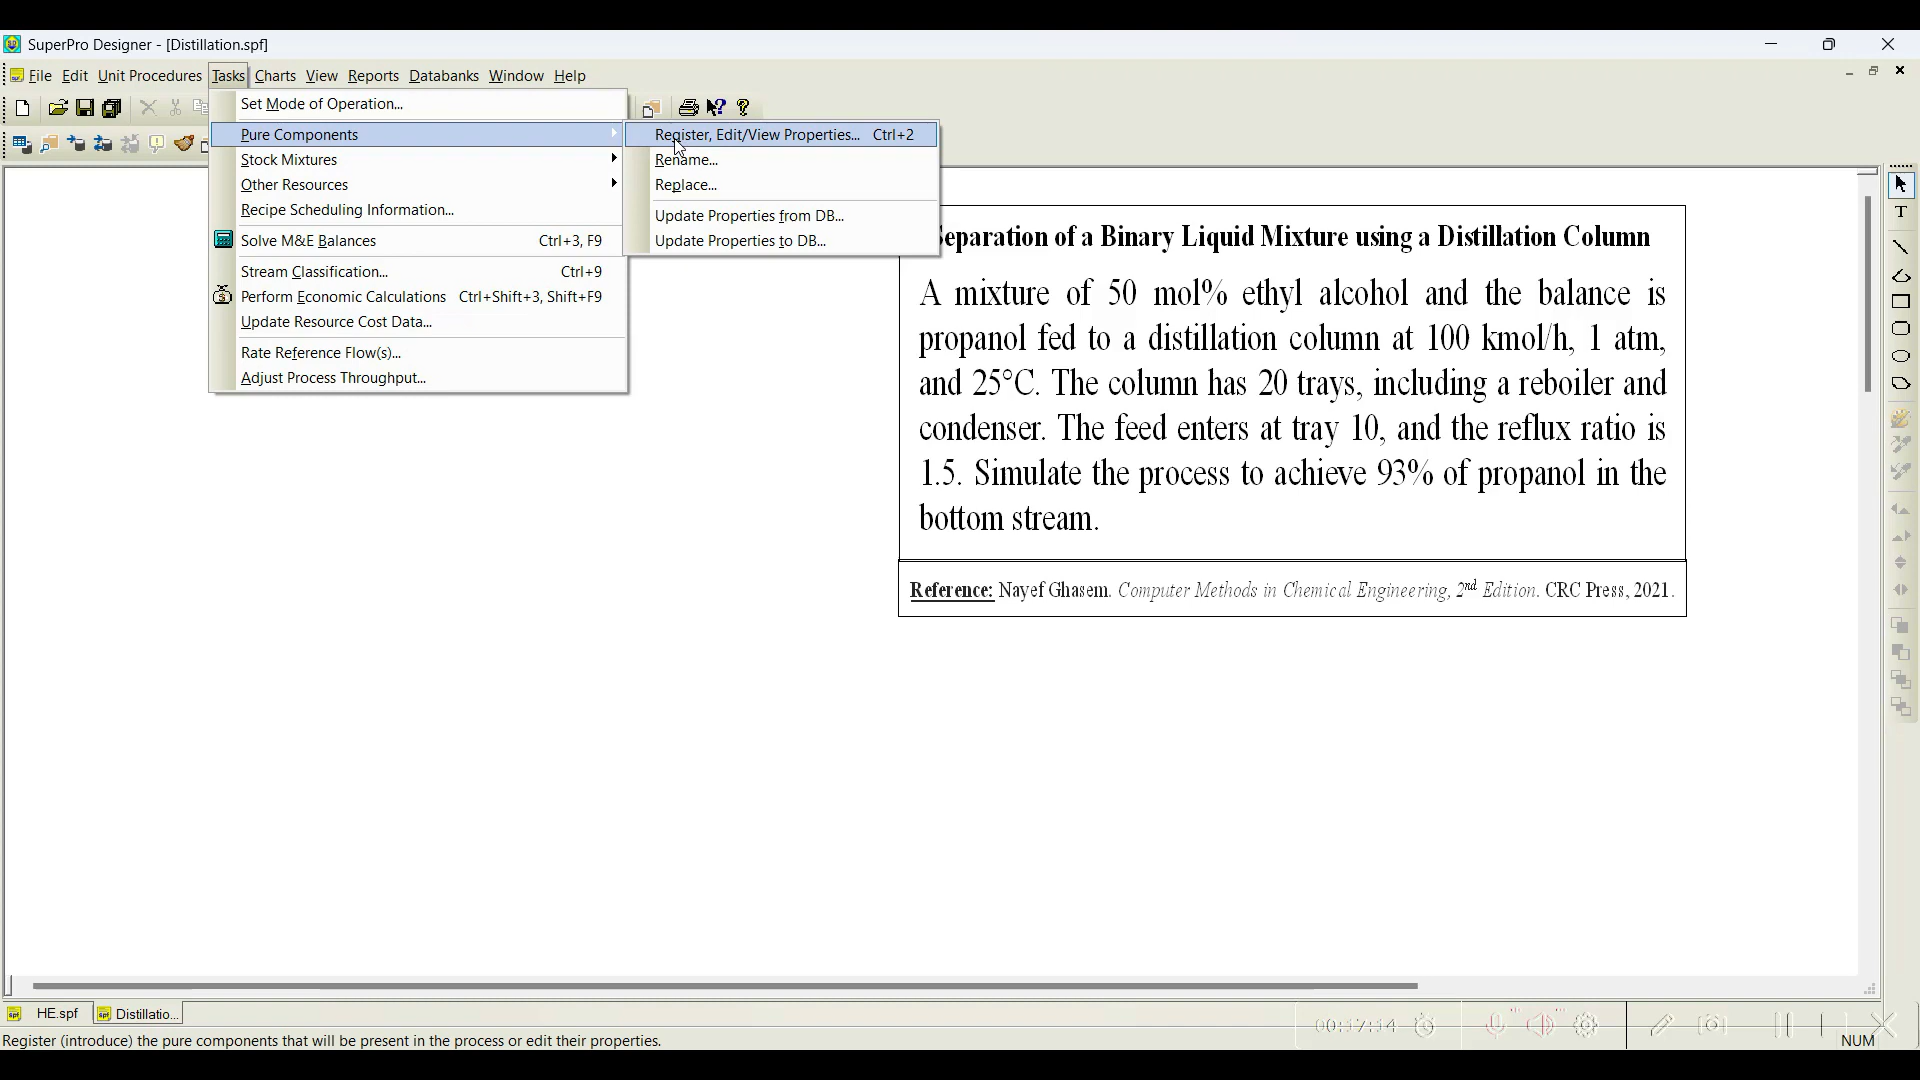 SuperPro Designer - [Distillation.spf]
File Edit Unit Procedures Tasks Charts View Reports Databanks Window Help
Set Mode of Operation...
Pure Components
Stock Mixtures
Other Resources
Recipe Scheduling Information...
Solve M&E Balances Ctrl+3, F9
Stream Classification... Ctrl+9
Perform Economic Calculations Ctrl+Shift+3, Shift+F9
Update Resource Cost Data...
Rate Reference Flow(s)...
Adjust Process Throughput...
Register, Edit/View Properties... Ctrl+2
Rename...
Replace...
Update Properties from DB...
Update Properties to DB...
Separation of a Binary Liquid Mixture using a Distillation Column
A mixture of 50 mol% ethyl alcohol and the balance is
propanol fed to a distillation column at 100 kmol/h, 1 atm,
and 25°C. The column has 20 trays, including a reboiler and
condenser. The feed enters at tray 10, and the reflux ratio is
1.5. Simulate the process to achieve 93% of propanol in the
bottom stream.
Reference: Nayef Ghasem. Computer Methods in Chemical Engineering, 2nd Edition. CRC Press, 2021.
T
HE.spf
Distillatio...
Register (introduce) the pure components that will be present in the process or edit their properties.
NUM